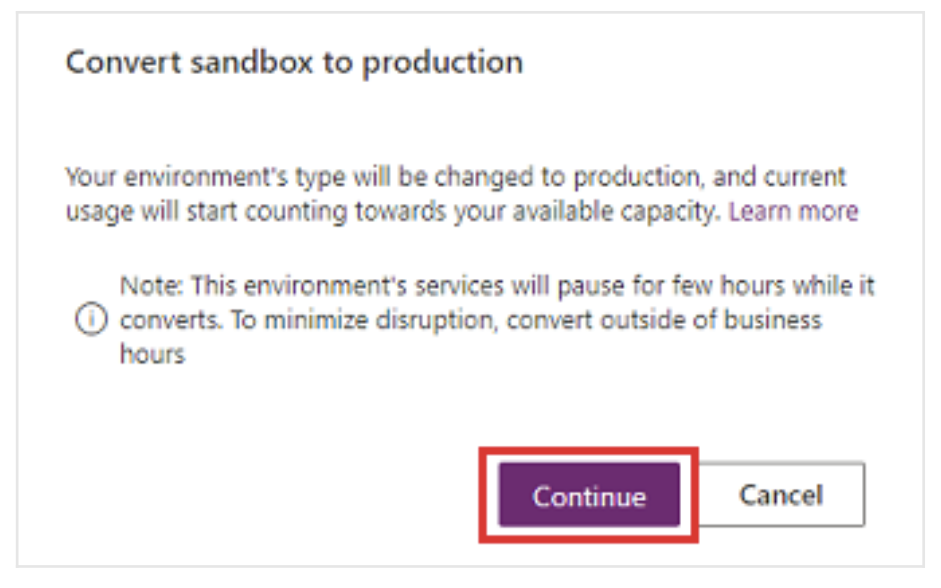 Convert sandbox to production
Your environment's type will be changed to production, and current
usage will start counting towards your available capacity. Learn more
Note: This environment's services will pause for few hours while it
converts. To minimize disruption, convert outside of business
hours
Continue
Cancel